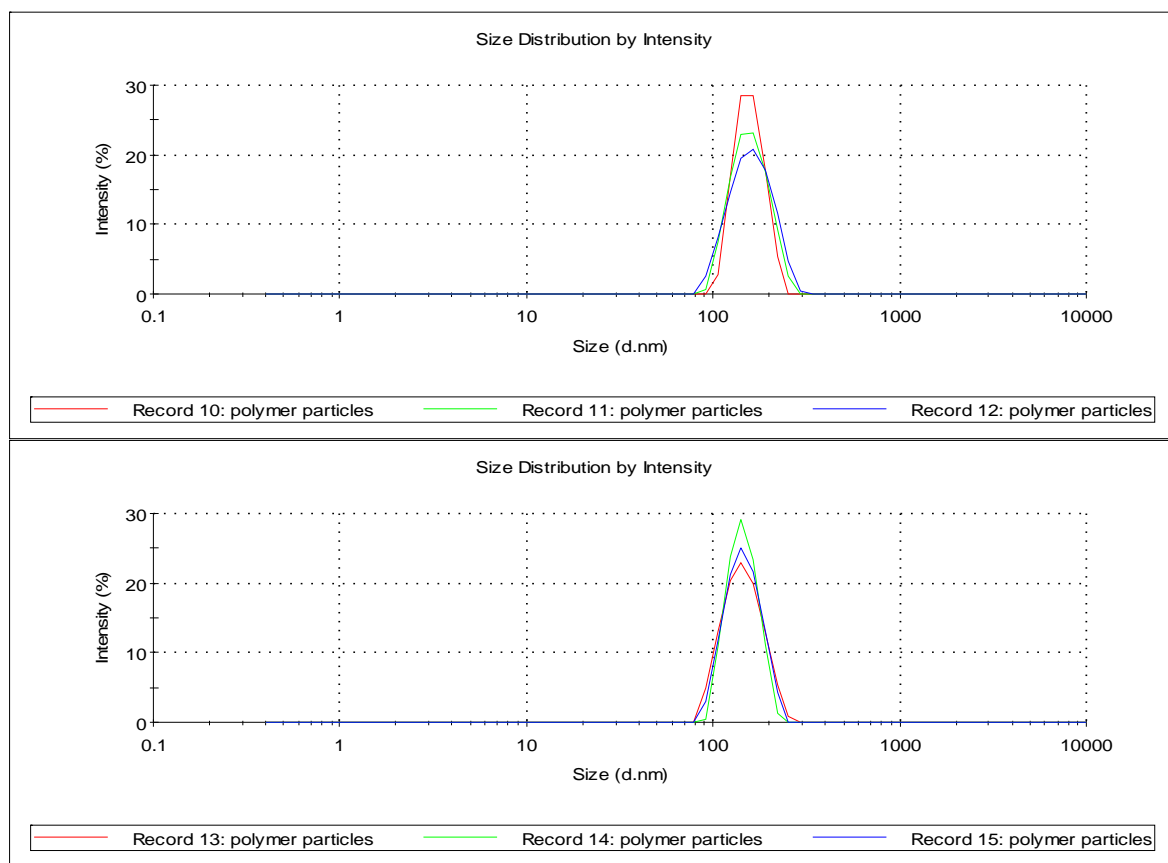 Size Distribution by Intensity
30
20
10
0
Intensity (%)
0.1 1 10 100 1000 10000
Size (d.nm)
Record 10: polymer particles Record 11: polymer particles Record 12: polymer particles
Size Distribution by Intensity
30
20
10
0
Intensity (%)
0.1 1 10 100 1000 10000
Size (d.nm)
Record 13: polymer particles Record 14: polymer particles Record 15: polymer particles